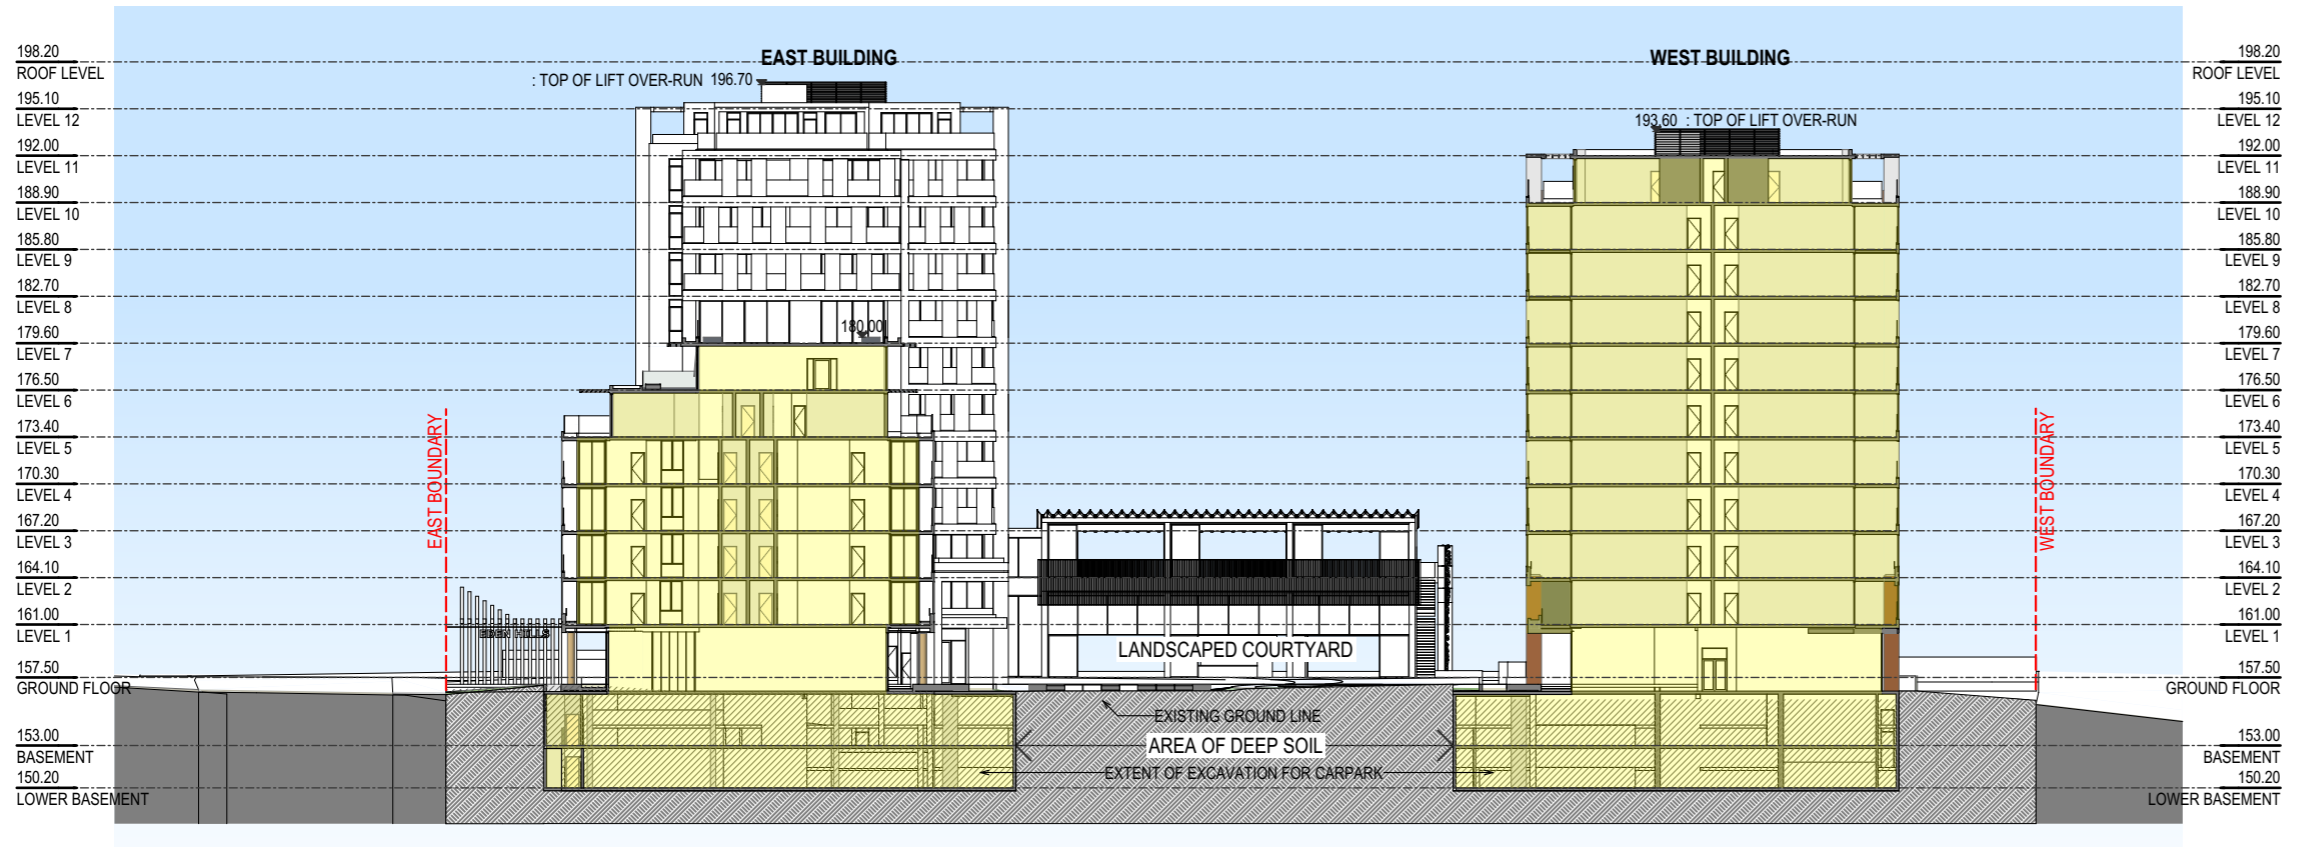 EAST BUILDING
WEST BUILDING
198.20
ROOF LEVEL
198.20
ROOF LEVEL
: TOP OF LIFT OVER-RUN 196.70
195.10
LEVEL 12
193.60 : TOP OF LIFT OVER-RUN
195.10
LEVEL 12
192.00
LEVEL 11
192.00
LEVEL 11
188.90
LEVEL 10
188.90
LEVEL 10
185.80
LEVEL 9
185.80
LEVEL 9
182.70
LEVEL 8
182.70
LEVEL 8
180.00
179.60
LEVEL 7
179.60
LEVEL 7
176.50
LEVEL 6
176.50
LEVEL 6
173.40
LEVEL 5
173.40
LEVEL 5
EAST BOUNDARY
WEST BOUNDARY
170.30
LEVEL 4
170.30
LEVEL 4
167.20
LEVEL 3
167.20
LEVEL 3
164.10
LEVEL 2
164.10
LEVEL 2
161.00
LEVEL 1
EDEN HILLS
161.00
LEVEL 1
LANDSCAPED COURTYARD
157.50
GROUND FLOOR
157.50
GROUND FLOOR
EXISTING GROUND LINE
AREA OF DEEP SOIL
153.00
BASEMENT
153.00
BASEMENT
EXTENT OF EXCAVATION FOR CARPARK
150.20
LOWER BASEMENT
150.20
LOWER BASEMENT